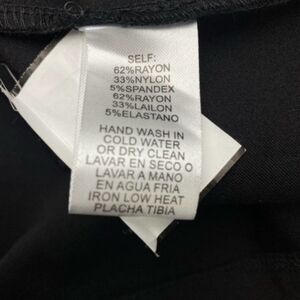 SELF:
62%RAYON
33%NYLON
5%SPANDEX
62%RAYON
33%LAILON
5%ELASTANO
HAND WASH IN
COLD WATER
OR DRY CLEAN
LAVAR EN SECO O
LAVAR A MANO
EN AGUA FRIA
IRON LOW HEAT
PLACHA TIBIA